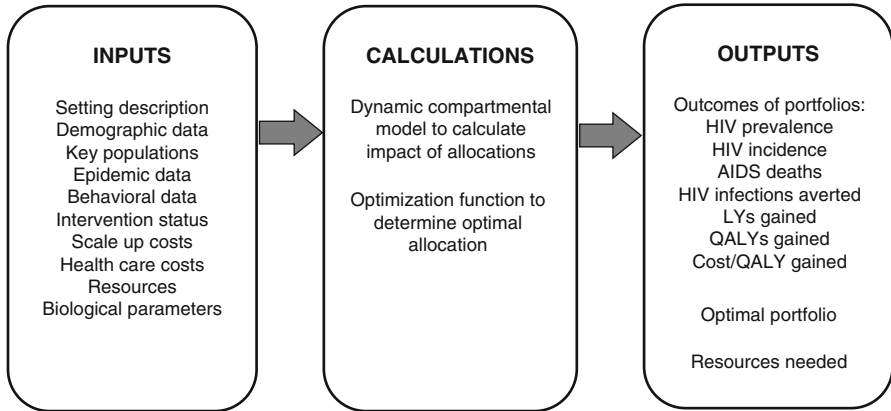 INPUTS
Setting description
Demographic data
Key populations
Epidemic data
Behavioral data
Intervention status
Scale up costs
Health care costs
Resources
Biological parameters
CALCULATIONS
Dynamic compartmental
model to calculate
impact of allocations
Optimization function to
determine optimal
allocation
OUTPUTS
Outcomes of portfolios:
HIV prevalence
HIV incidence
AIDS deaths
HIV infections averted
LYs gained
QALYs gained
Cost/QALY gained
Optimal portfolio
Resources needed